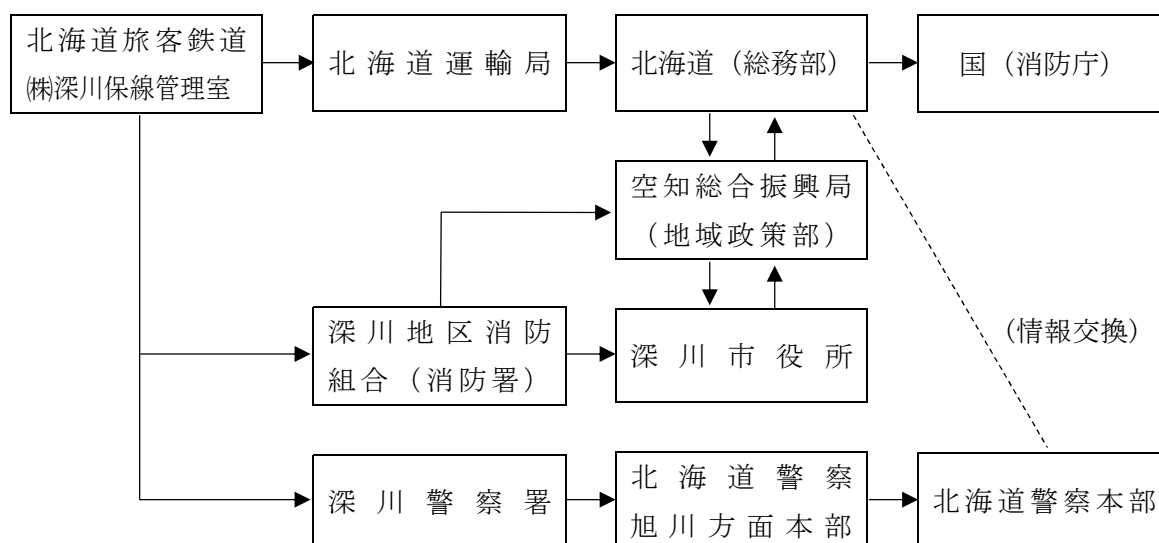 北海道旅客鉄道
㈱深川保線管理室
北海道運輸局
北海道（総務部）
国（消防庁）
空知総合振興局
（地域政策部）
深川地区消防
組合（消防署）
深川市役所
（情報交換）
深川警察署
北海道警察
旭川方面本部
北海道警察本部